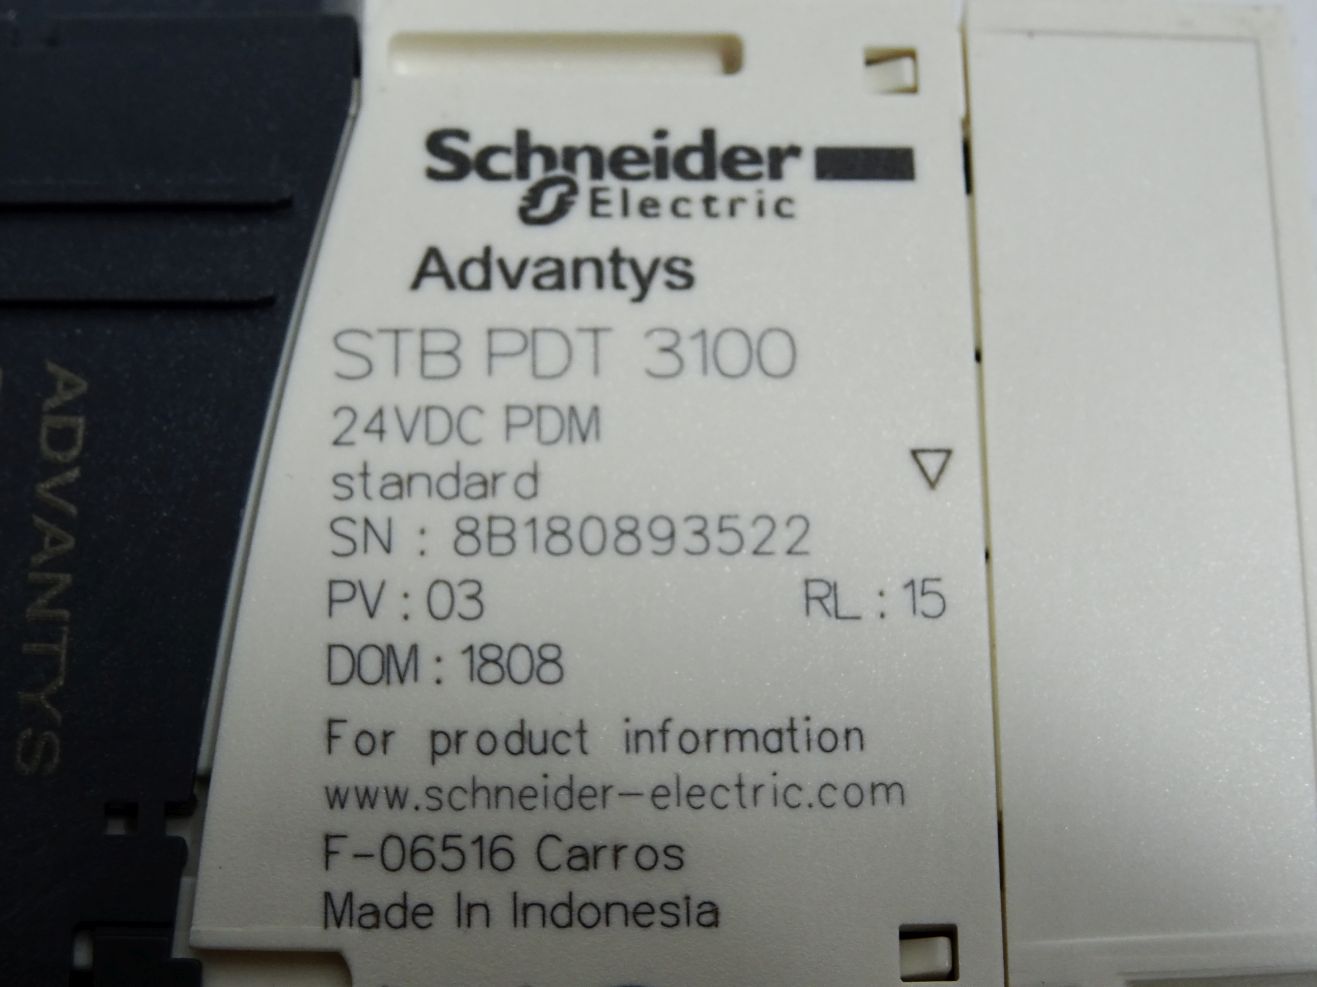 Schneider
Electric
Advantys
STB PDT 3100
24VDC PDM
standard
SN : 8B180893522
PV : 03 RL : 15
DOM : 1808
For product information
www.schneider-electric.com
F-06516 Carros
Made In Indonesia
ADVANTYS